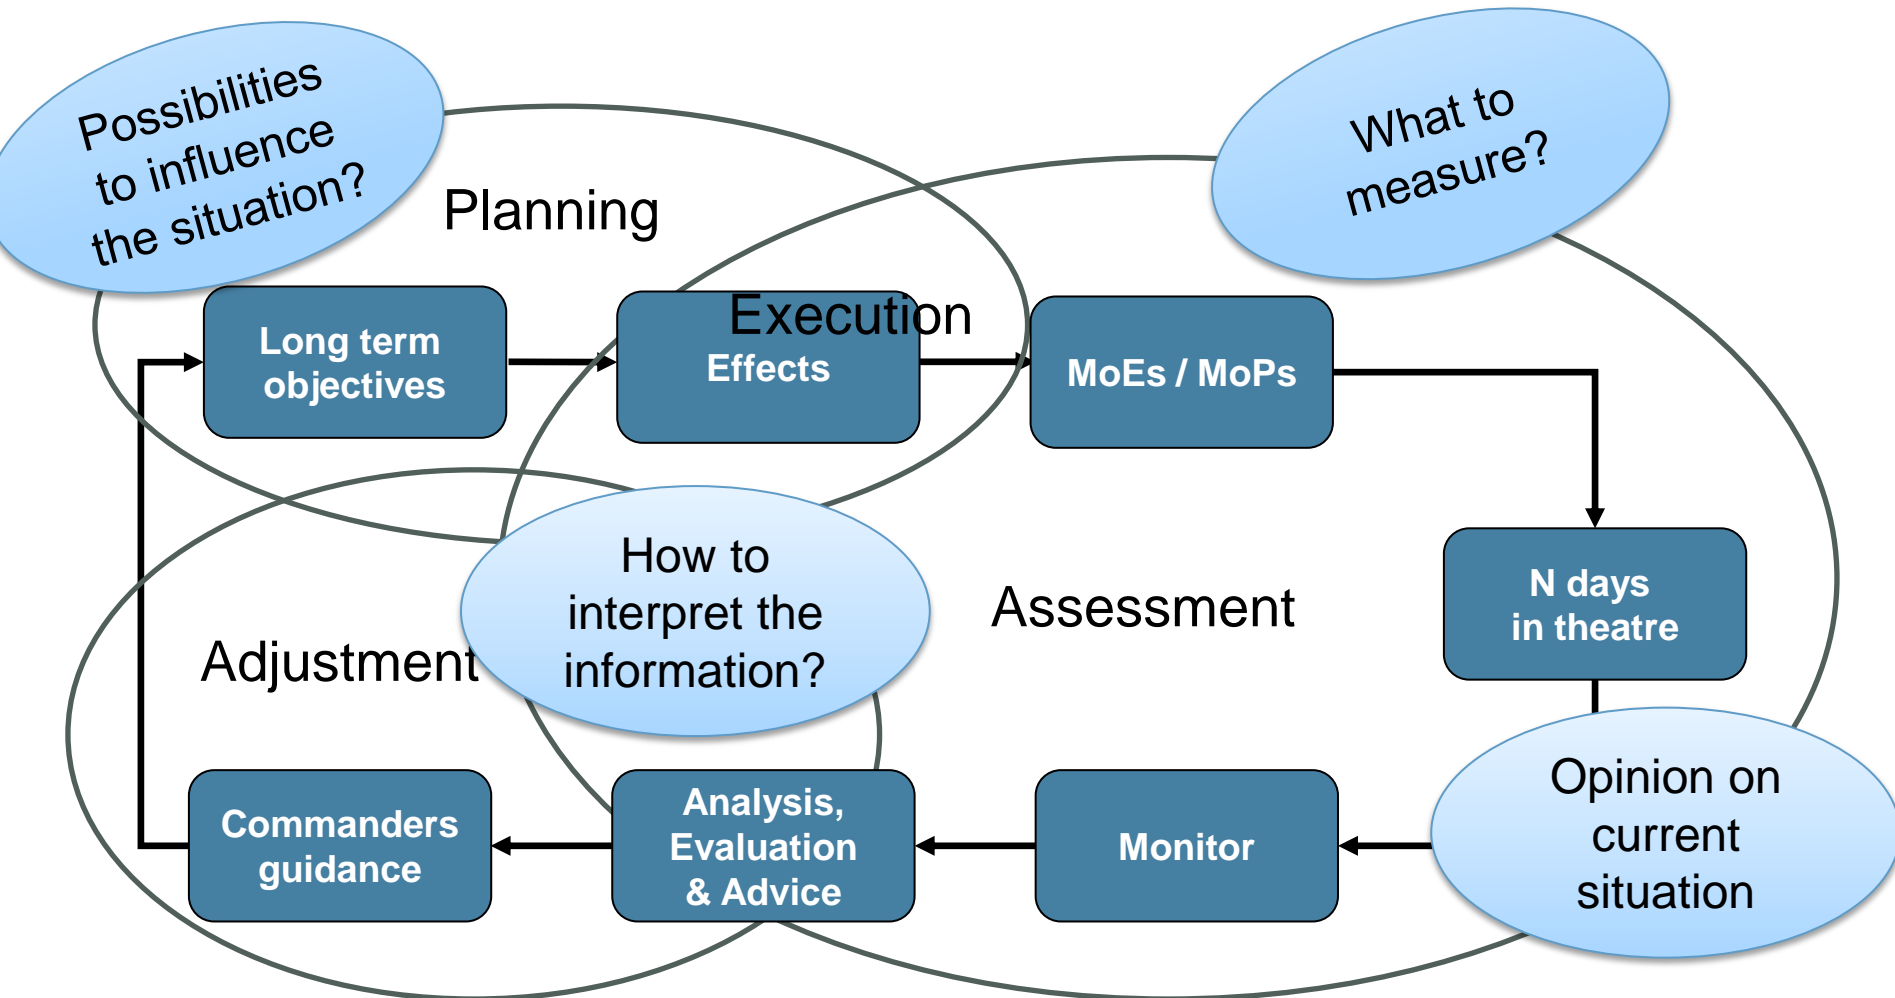 Possibilities
to influence
the situation?
What to
measure?
Planning
Execution
Long term
objectives
Effects
MoEs / MoPs
How to
interpret the
information?
Assessment
N days
in theatre
Adjustment
Commanders
guidance
Analysis,
Evaluation
& Advice
Monitor
Opinion on
current
situation